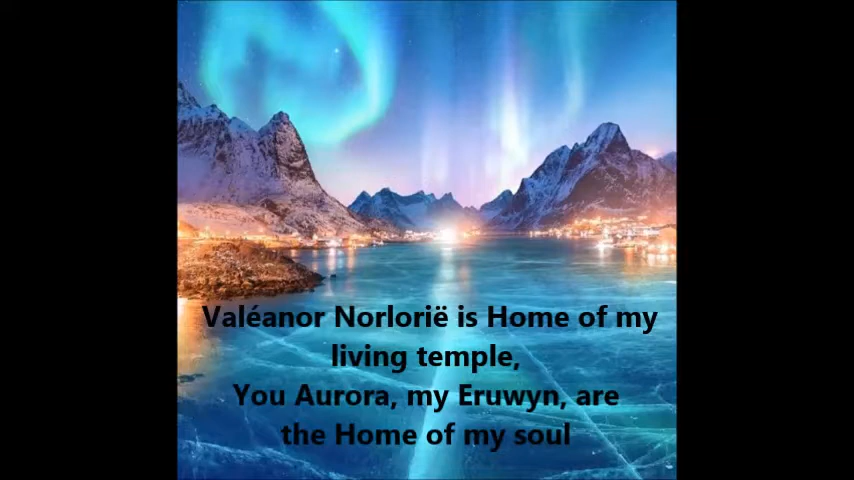 Valéanor Norlorië is Home of my
living temple,
You Aurora, my Eruwyn, are
the Home of my soul